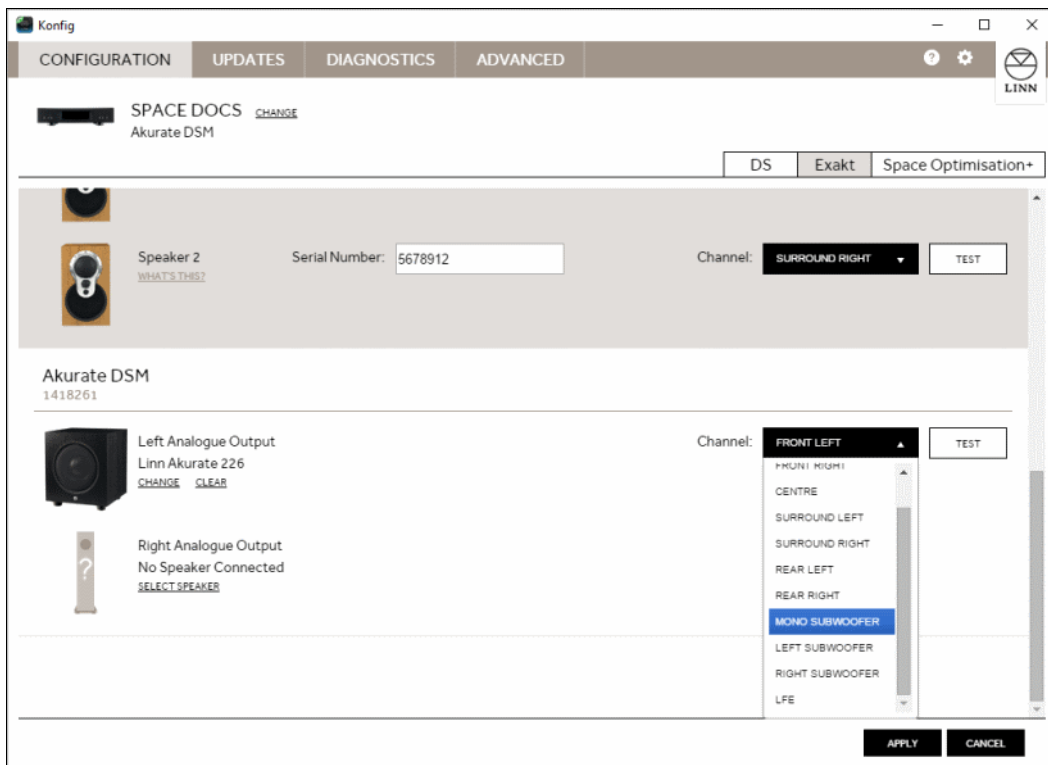 Konfig
CONFIGURATION UPDATES DIAGNOSTICS ADVANCED
?
LINN
SPACE DOCS CHANGE
Akurate DSM
DS Exakt Space Optimisation+
Speaker 2 Serial Number: 5678912 Channel: SURROUND RIGHT TEST
WHAT'S THIS?
Akurate DSM
1418261
Left Analogue Output Channel: FRONT LEFT TEST
Linn Akurate 226
CHANGE CLEAR
FRONT RIGHT
CENTRE
SURROUND LEFT
SURROUND RIGHT
REAR LEFT
REAR RIGHT
MONO SUBWOOFER
LEFT SUBWOOFER
RIGHT SUBWOOFER
LFE
?
Right Analogue Output
No Speaker Connected
SELECT SPEAKER
APPLY CANCEL